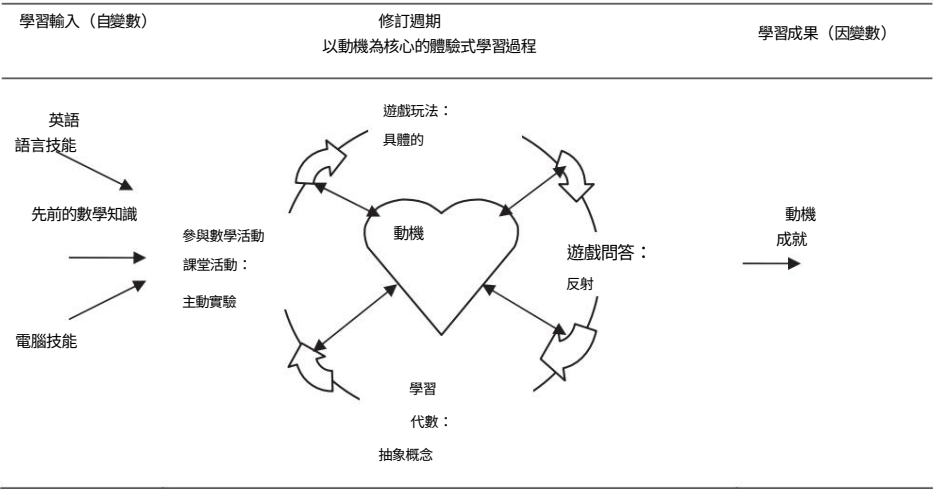 學習輸入（自變數）
修訂週期
以動機為核心的體驗式學習過程
學習成果（因變數）
英語
語言技能
先前的數學知識
電腦技能
遊戲玩法：
具體的
參與數學活動
課堂活動：
主動實驗
動機
遊戲問答：
反射
學習
代數：
抽象概念
動機
成就